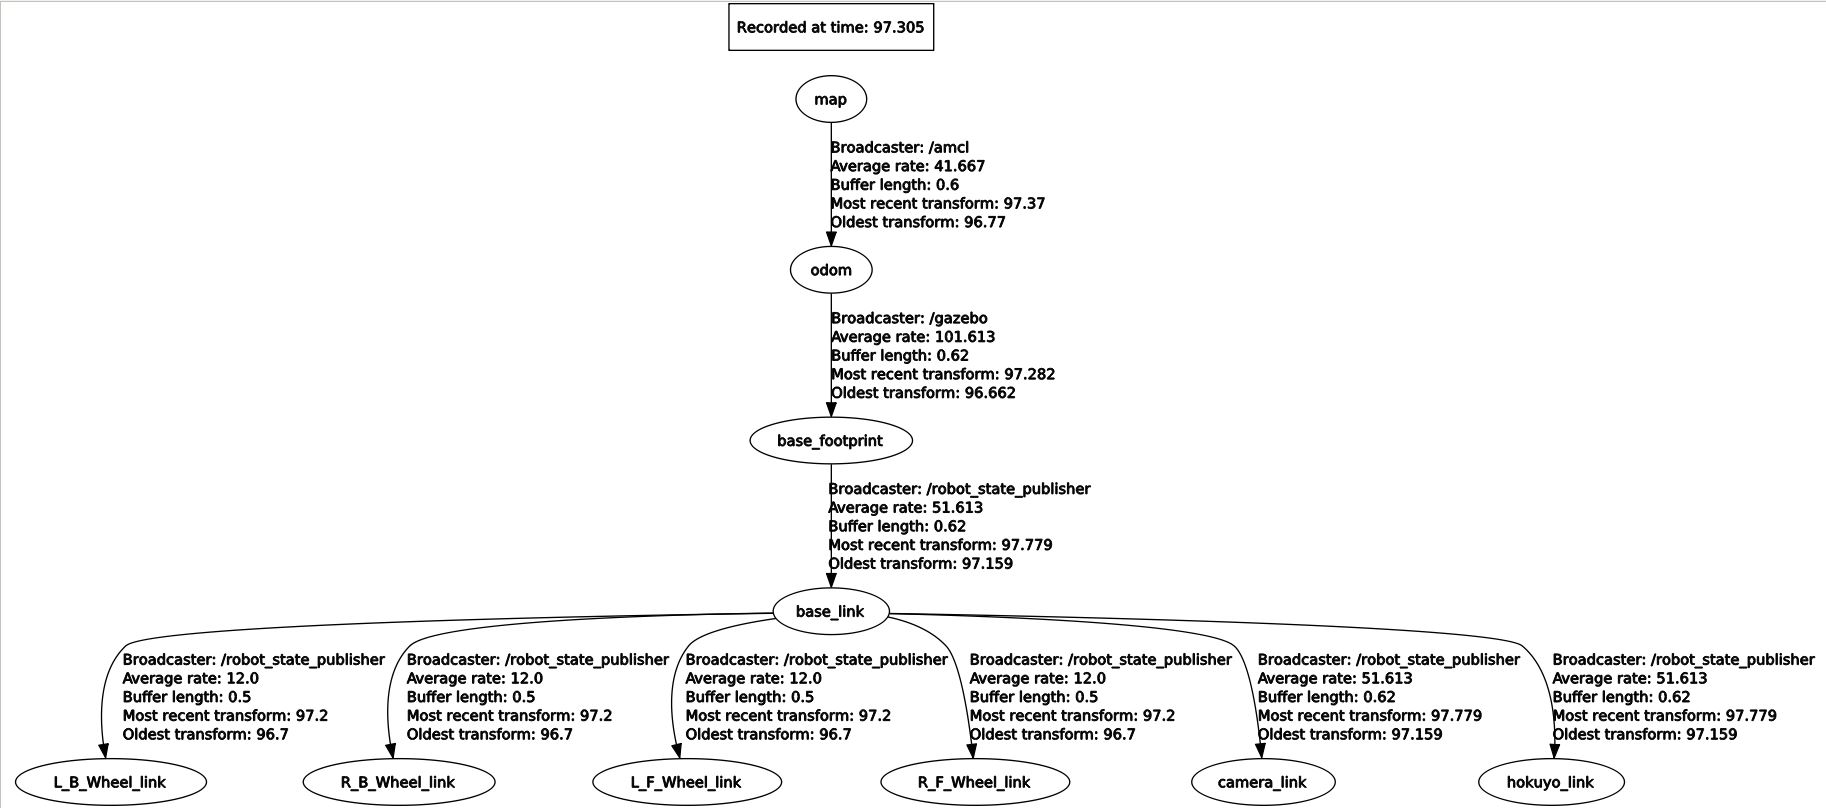 Recorded at time: 97.305
map
Broadcaster: /amcl
Average rate: 41.667
Buffer length: 0.6
Most recent transform: 97.37
Oldest transform: 96.77
odom
Broadcaster: /gazebo
Average rate: 101.613
Buffer length: 0.62
Most recent transform: 97.282
Oldest transform: 96.662
base_footprint
Broadcaster: /robot_state_publisher
Average rate: 51.613
Buffer length: 0.62
Most recent transform: 97.779
Oldest transform: 97.159
base_link
Broadcaster: /robot_state_publisher
Average rate: 12.0
Buffer length: 0.5
Most recent transform: 97.2
Oldest transform: 96.7
L_B_Wheel_link
Broadcaster: /robot_state_publisher
Average rate: 12.0
Buffer length: 0.5
Most recent transform: 97.2
Oldest transform: 96.7
R_B_Wheel_link
Broadcaster: /robot_state_publisher
Average rate: 12.0
Buffer length: 0.5
Most recent transform: 97.2
Oldest transform: 96.7
L_F_Wheel_link
Broadcaster: /robot_state_publisher
Average rate: 12.0
Buffer length: 0.5
Most recent transform: 97.2
Oldest transform: 96.7
R_F_Wheel_link
Broadcaster: /robot_state_publisher
Average rate: 51.613
Buffer length: 0.62
Most recent transform: 97.779
Oldest transform: 97.159
camera_link
Broadcaster: /robot_state_publisher
Average rate: 51.613
Buffer length: 0.62
Most recent transform: 97.779
Oldest transform: 97.159
hokuyo_link